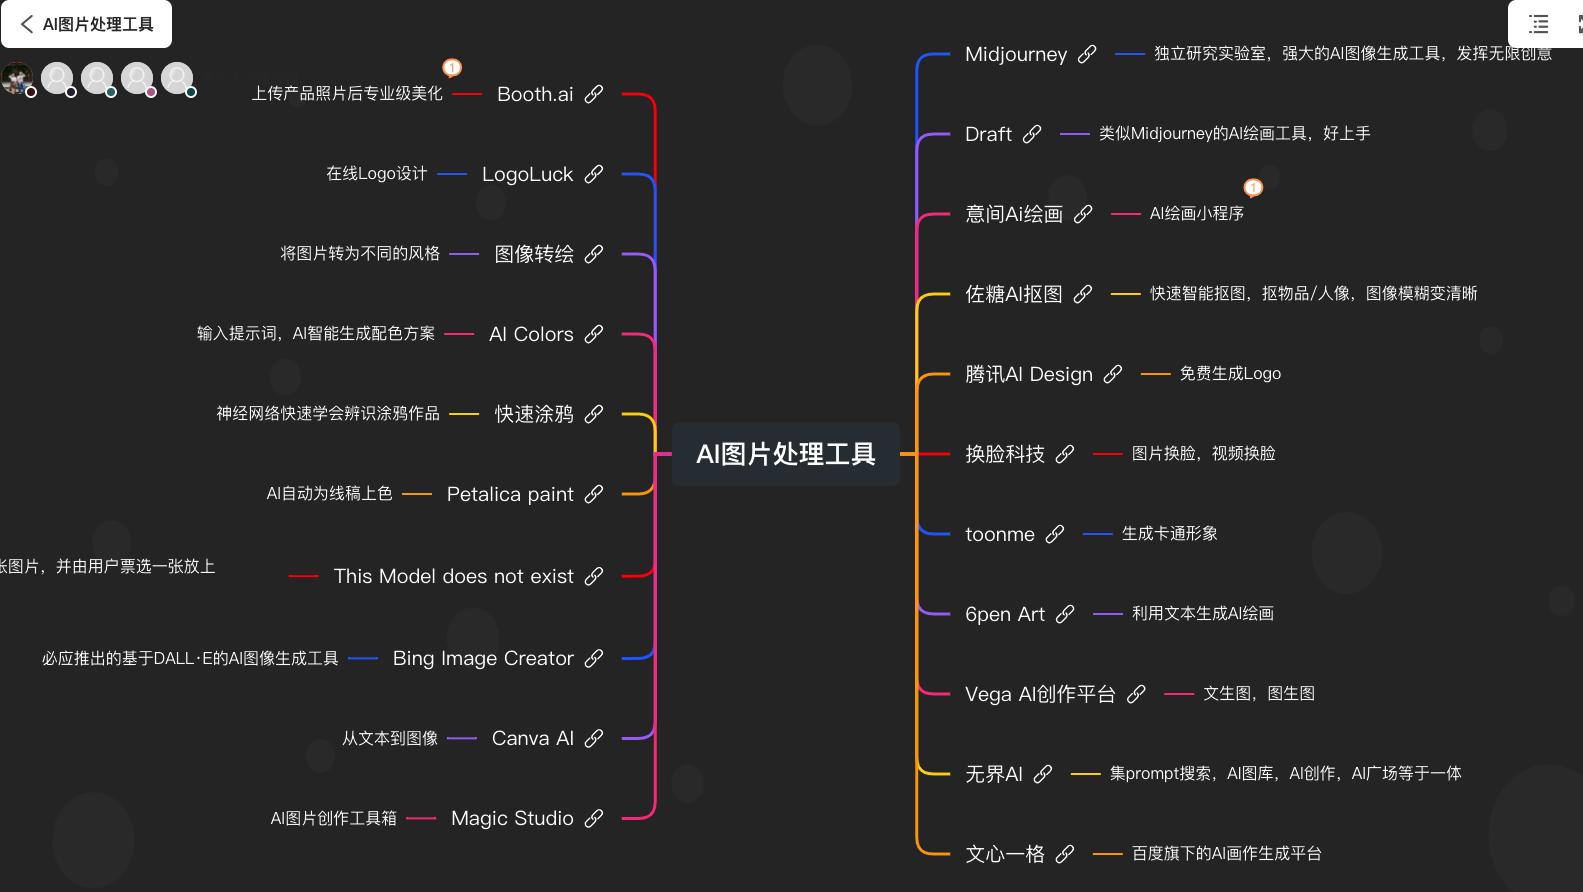 AI图片处理工具
1
上传产品照片后专业级美化 Booth.ai
在线Logo设计 LogoLuck
将图片转为不同的风格 图像转绘
输入提示词，AI智能生成配色方案 AI Colors
神经网络快速学会辨识涂鸦作品 快速涂鸦
AI自动为线稿上色 Petalica paint
张图片，并由用户票选一张放上 This Model does not exist
必应推出的基于DALL·E的AI图像生成工具 Bing Image Creator
从文本到图像 Canva AI
AI图片创作工具箱 Magic Studio
AI图片处理工具
Midjourney 独立研究实验室，强大的AI图像生成工具，发挥无限创意
Draft 类似Midjourney的AI绘画工具，好上手
1
意间Ai绘画 AI绘画小程序
佐糖AI抠图 快速智能抠图，抠物品/人像，图像模糊变清晰
腾讯AI Design 免费生成Logo
换脸科技 图片换脸，视频换脸
toonme 生成卡通形象
6pen Art 利用文本生成AI绘画
Vega AI创作平台 文生图，图生图
无界AI 集prompt搜索，AI图库，AI创作，AI广场等于一体
文心一格 百度旗下的AI画作生成平台